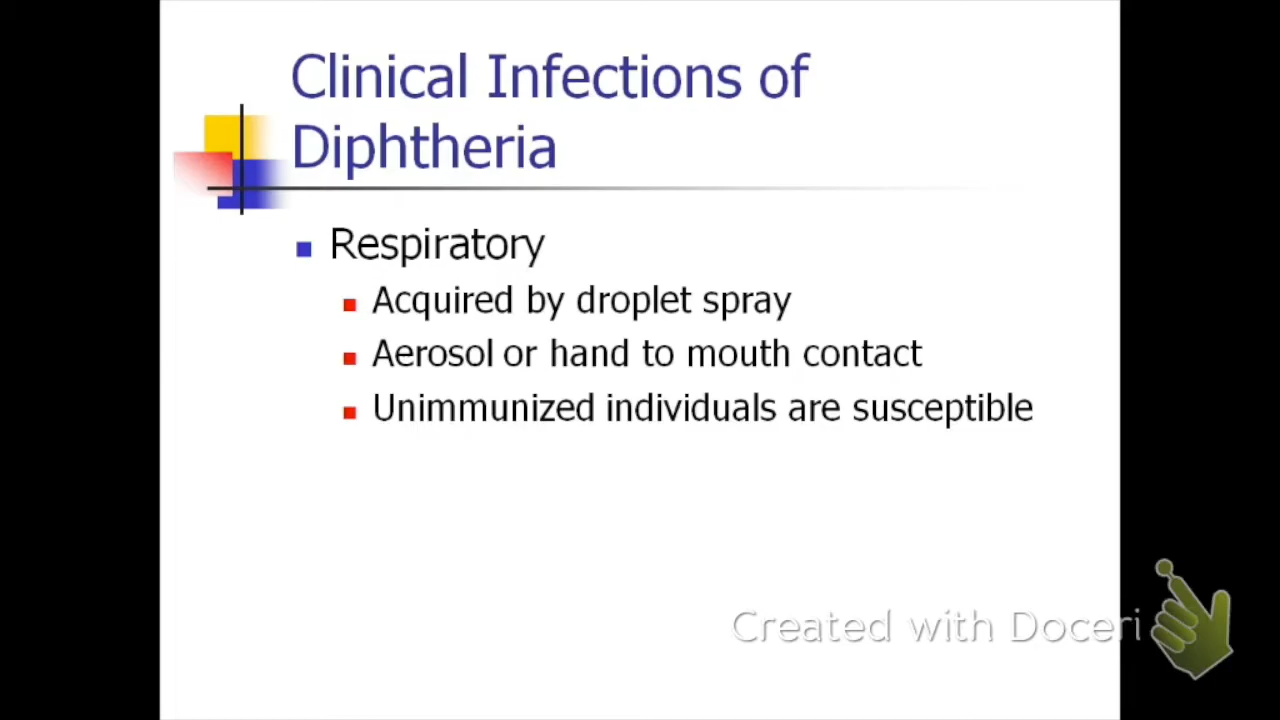 Clinical Infections of
Diphtheria
Respiratory
Acquired by droplet spray
Aerosol or hand to mouth contact
Unimmunized individuals are susceptible
Created with Doceri